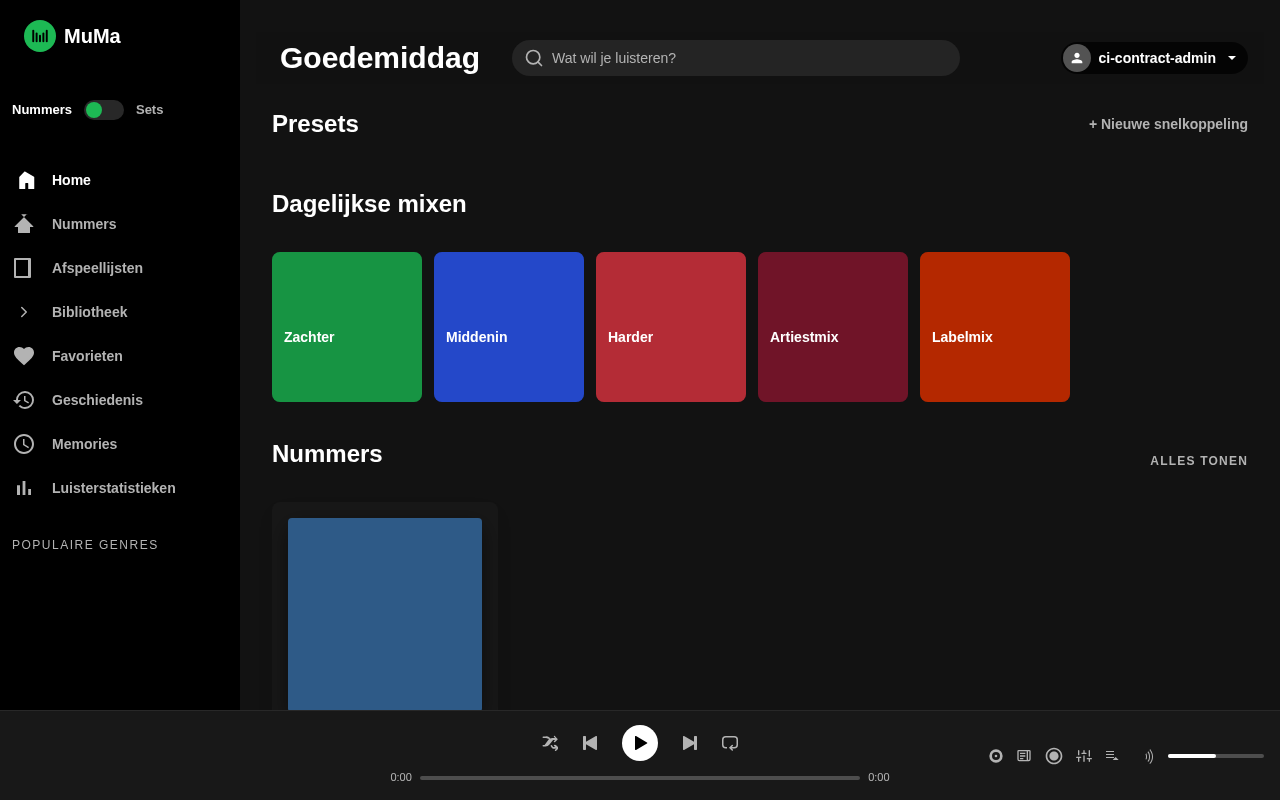 MuMa
Nummers Sets
Home
Nummers
Afspeellijsten
Bibliotheek
Favorieten
Geschiedenis
Memories
Luisterstatistieken
POPULAIRE GENRES
Goedemiddag
Wat wil je luisteren?
ci-contract-admin
Presets
+ Nieuwe snelkoppeling
Dagelijkse mixen
Zachter
Middenin
Harder
Artiestmix
Labelmix
Nummers
ALLES TONEN
0:00
0:00